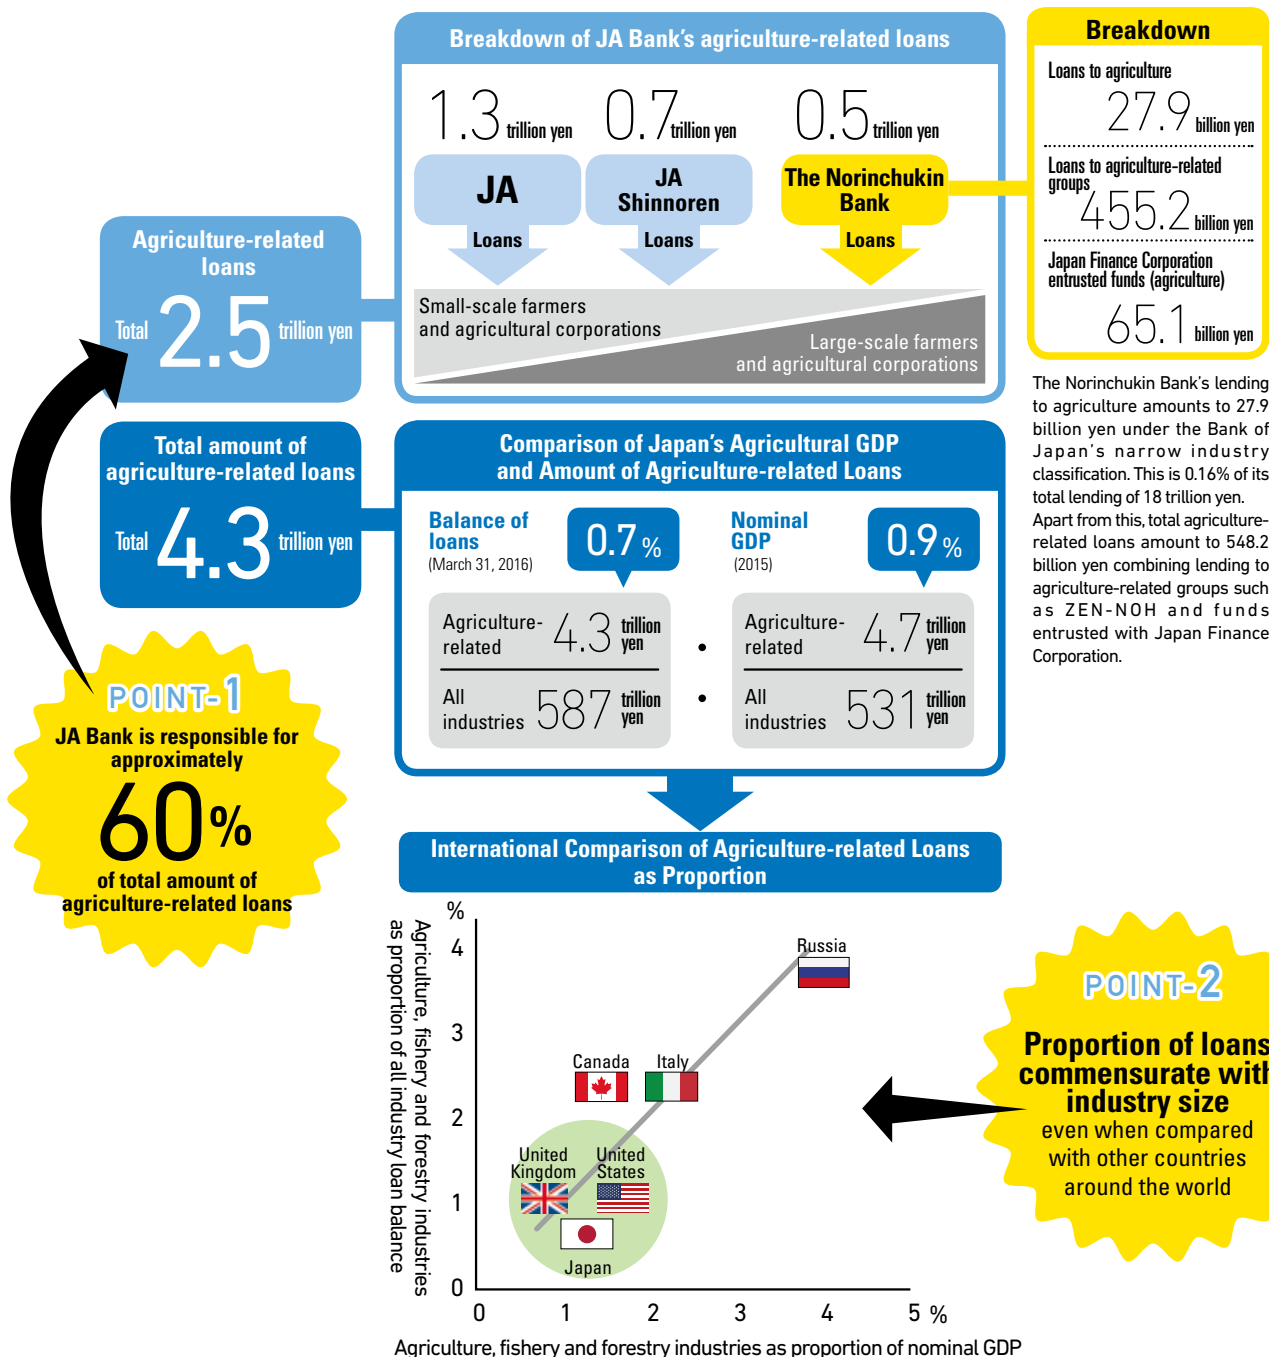 Breakdown of JA Bank's agriculture-related loans
1.3 trillion yen
0.7 trillion yen
0.5 trillion yen
JA
JA
Shinnoren
The Norinchukin
Bank
Loans
Loans
Loans
Small-scale farmers
and agricultural corporations
Large-scale farmers
and agricultural corporations
Breakdown
Loans to agriculture
27.9 billion yen
Loans to agriculture-related
groups
455.2 billion yen
Japan Finance Corporation
entrusted funds (agriculture)
65.1 billion yen
The Norinchukin Bank's lending
to agriculture amounts to 27.9
billion yen under the Bank of
Japan's narrow industry
classification. This is 0.16% of its
total lending of 18 trillion yen.
Apart from this, total agriculture-
related loans amount to 548.2
billion yen combining lending to
agriculture-related groups such
as ZEN-NOH and funds
entrusted with Japan Finance
Corporation.
Agriculture-related
loans
Total 2.5 trillion yen
Total amount of
agriculture-related loans
Total 4.3 trillion yen
POINT-1
JA Bank is responsible for
approximately
60%
of total amount of
agriculture-related loans
Comparison of Japan's Agricultural GDP
and Amount of Agriculture-related Loans
Balance of
loans
(March 31, 2016)
0.7 %
Agriculture-
related
4.3 trillion
yen
All
industries
587 trillion
yen
Nominal
GDP
(2015)
0.9 %
Agriculture-
related
4.7 trillion
yen
All
industries
531 trillion
yen
International Comparison of Agriculture-related Loans
as Proportion
%
4
3
2
1
0
Agriculture, fishery and forestry industries
as proportion of all industry loan balance
Russia
Canada
Italy
United
Kingdom
United
States
Japan
0 1 2 3 4 5 %
Agriculture, fishery and forestry industries as proportion of nominal GDP
POINT-2
Proportion of loans
commensurate with
industry size
even when compared
with other countries
around the world